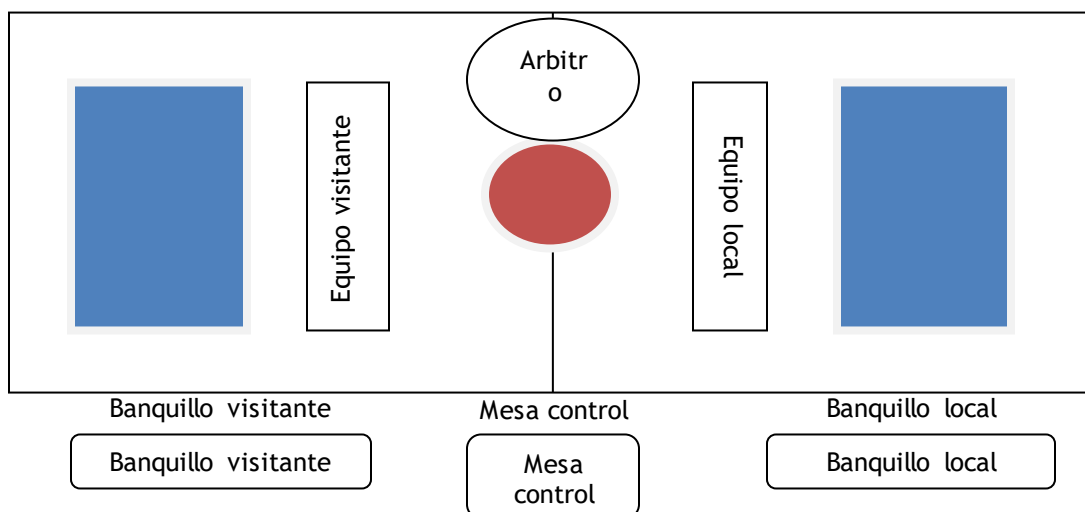 Arbitr
o
Equipo visitante
Equipo local
Banquillo visitante
Mesa control
Banquillo local
Banquillo visitante
Mesa
control
Banquillo local